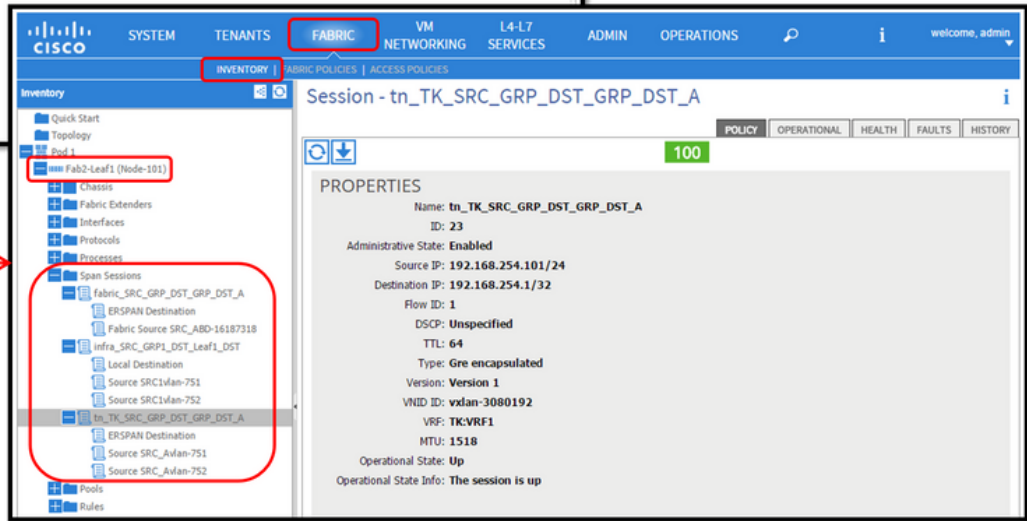 CISCO
SYSTEM
TENANTS
FABRIC
VM NETWORKING
L4-L7 SERVICES
ADMIN
OPERATIONS
i
welcome, admin
INVENTORY | FABRIC POLICIES | ACCESS POLICIES
Inventory
Quick Start
Topology
Pod 1
Fab2-Leaf1 (Node-101)
Chassis
Fabric Extenders
Interfaces
Protocols
Processes
Span Sessions
fabric_SRC_GRP_DST_GRP_DST_A
ERSPAN Destination
Fabric Source SRC_ABD-16187318
infra_SRC_GRP1_DST_Leaf1_DST
Local Destination
Source SRC1vlan-751
Source SRC1vlan-752
tn_TK_SRC_GRP_DST_GRP_DST_A
ERSPAN Destination
Source SRC_Avlan-751
Source SRC_Avlan-752
Pools
Rules
Session - tn_TK_SRC_GRP_DST_GRP_DST_A
i
POLICY OPERATIONAL HEALTH FAULTS HISTORY
100
PROPERTIES
Name: tn_TK_SRC_GRP_DST_GRP_DST_A
ID: 23
Administrative State: Enabled
Source IP: 192.168.254.101/24
Destination IP: 192.168.254.1/32
Flow ID: 1
DSCP: Unspecified
TTL: 64
Type: Gre encapsulated
Version: Version 1
VNID ID: vxlan-3080192
VRF: TK:VRF1
MTU: 1518
Operational State: Up
Operational State Info: The session is up